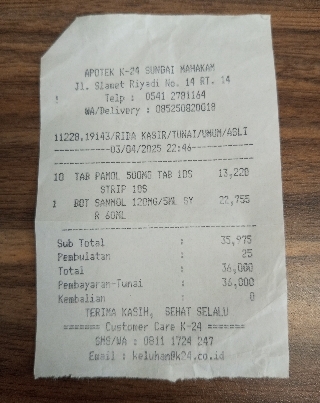 APOTEK K-24 SUNGAI MAHAKAM
Jl. Slamet Riyadi No. 14 RT. 14
Telp : 0541 2791164
WA/Delivery : 085250820618
11228,19143/RIDA KASIR/TUNAI/UMUM/ASLI
03/04/2025 22:46
10 TAB PAMOL 500MG TAB 10S 13,220
STRIP 10S
1 BOT SANMOL 120MG/5ML SY 22,755
R 60ML
Sub Total : 35,975
Pembulatan : 25
Total : 36,000
Pembayaran-Tunai : 36,000
Kembalian : 0
TERIMA KASIH, SEHAT SELALU
======= Customer Care K-24 =======
SMS/WA : 0811 1724 247
Email : keluhan@k24.co.id